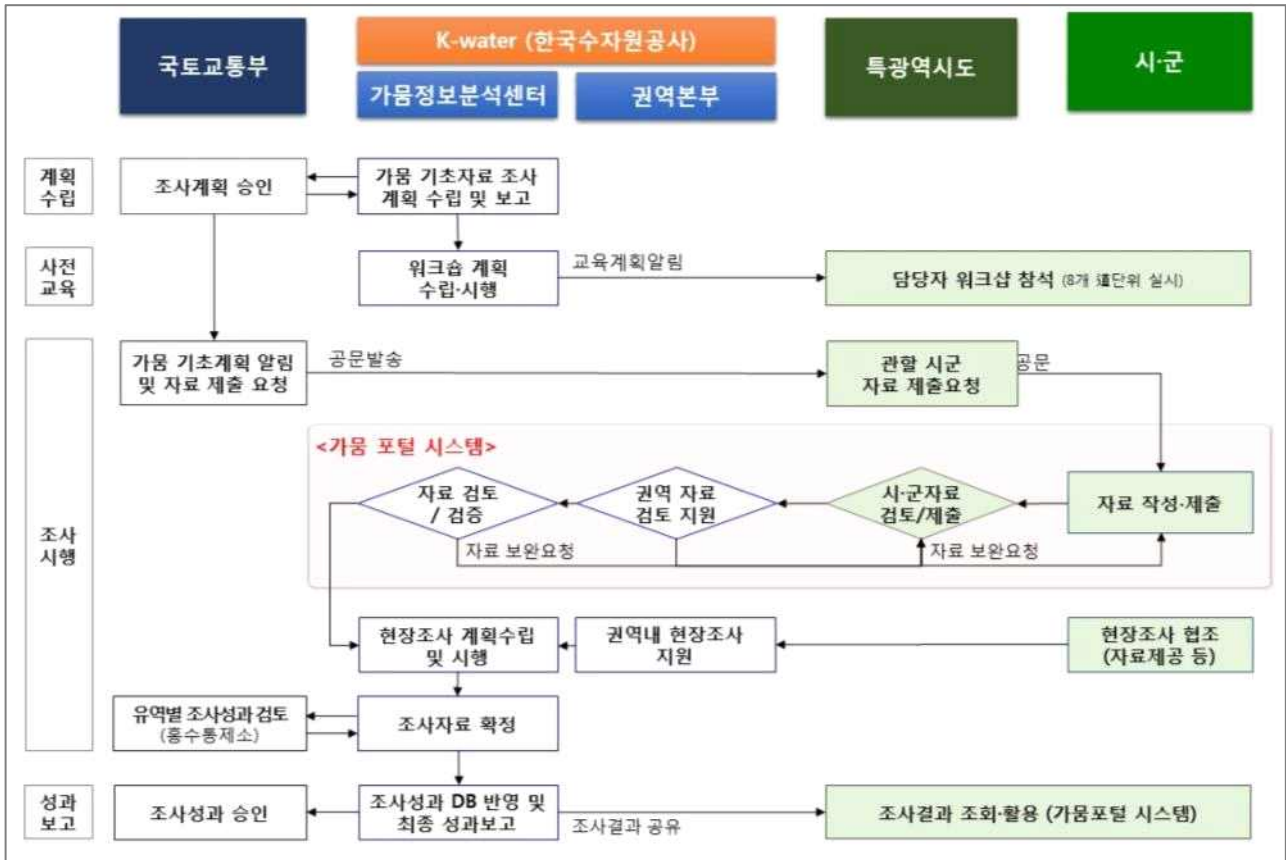 국토교통부
K-water (한국수자원공사)
가뭄정보분석센터
권역본부
특광역시도
시·군
계획
수립
조사계획 승인
가뭄 기초자료 조사
계획 수립 및 보고
사전
교육
워크숍 계획
수립·시행
교육계획알림
담당자 워크샵 참석 (8개 道단위 실시)
조사
시행
가뭄 기초계획 알림
및 자료 제출 요청
공문발송
관할 시군
자료 제출요청
공문
<가뭄 포털 시스템>
자료 검토
/ 검증
권역 자료
검토 지원
시·군자료
검토/제출
자료 작성·제출
자료 보완요청
자료 보완요청
현장조사 계획수립
및 시행
권역내 현장조사
지원
현장조사 협조
(자료제공 등)
유역별 조사성과 검토
(홍수통제소)
조사자료 확정
성과
보고
조사성과 승인
조사성과 DB 반영 및
최종 성과보고
조사결과 공유
조사결과 조회·활용 (가뭄포털 시스템)